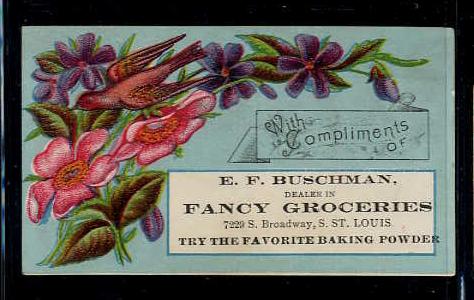 With
Compliments
OF
E. F. BUSCHMAN,
DEALER IN
FANCY GROCERIES
7229 S. Broadway, S. ST. LOUIS.
TRY THE FAVORITE BAKING POWDER